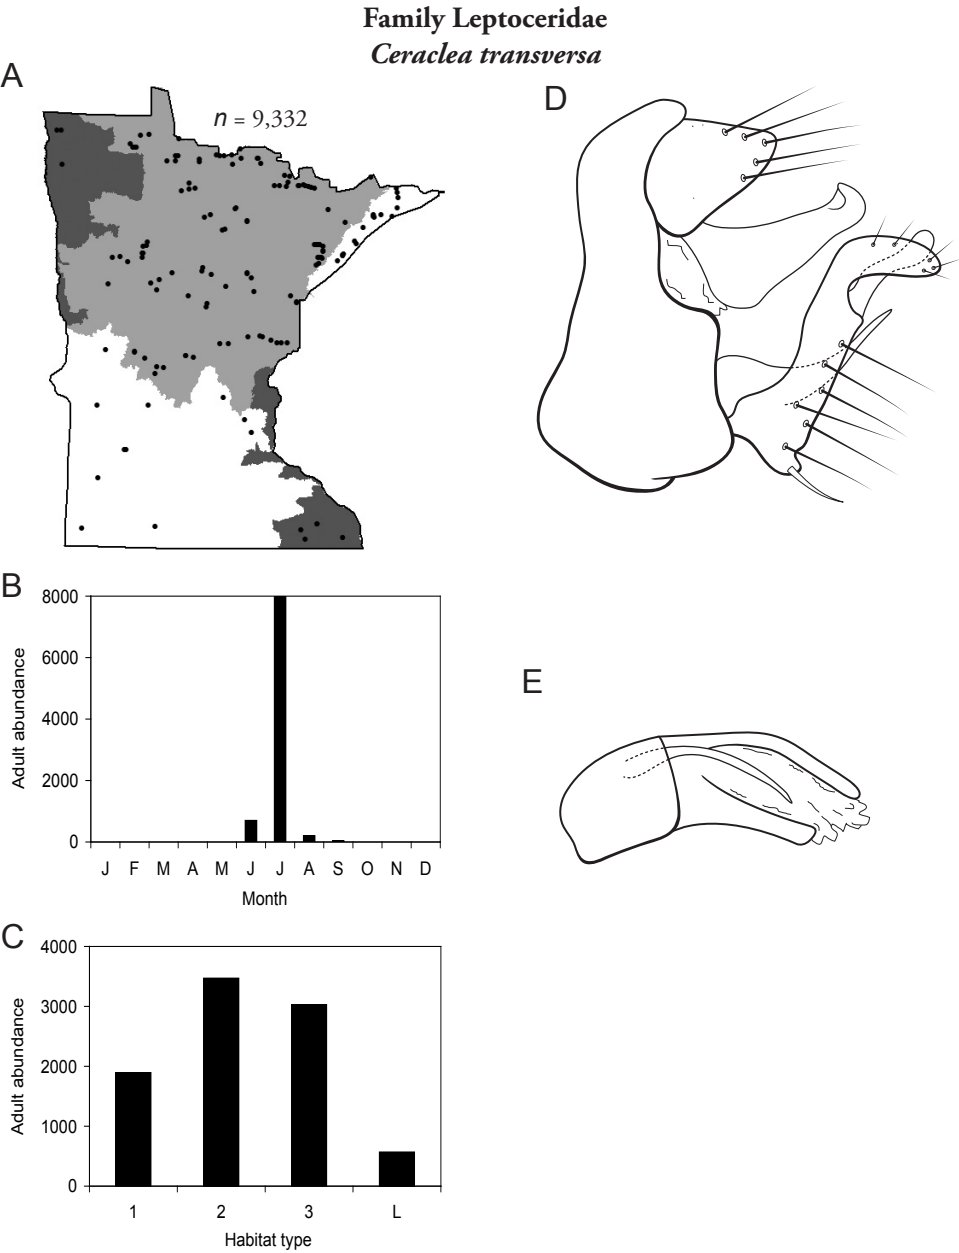 Family Leptoceridae
Ceraclea transversa
A
n = 9,332
D
B
8000
6000
4000
2000
0
Adult abundance
J F M A M J J A S O N D
Month
E
C
4000
3000
2000
1000
0
Adult abundance
1 2 3 L
Habitat type